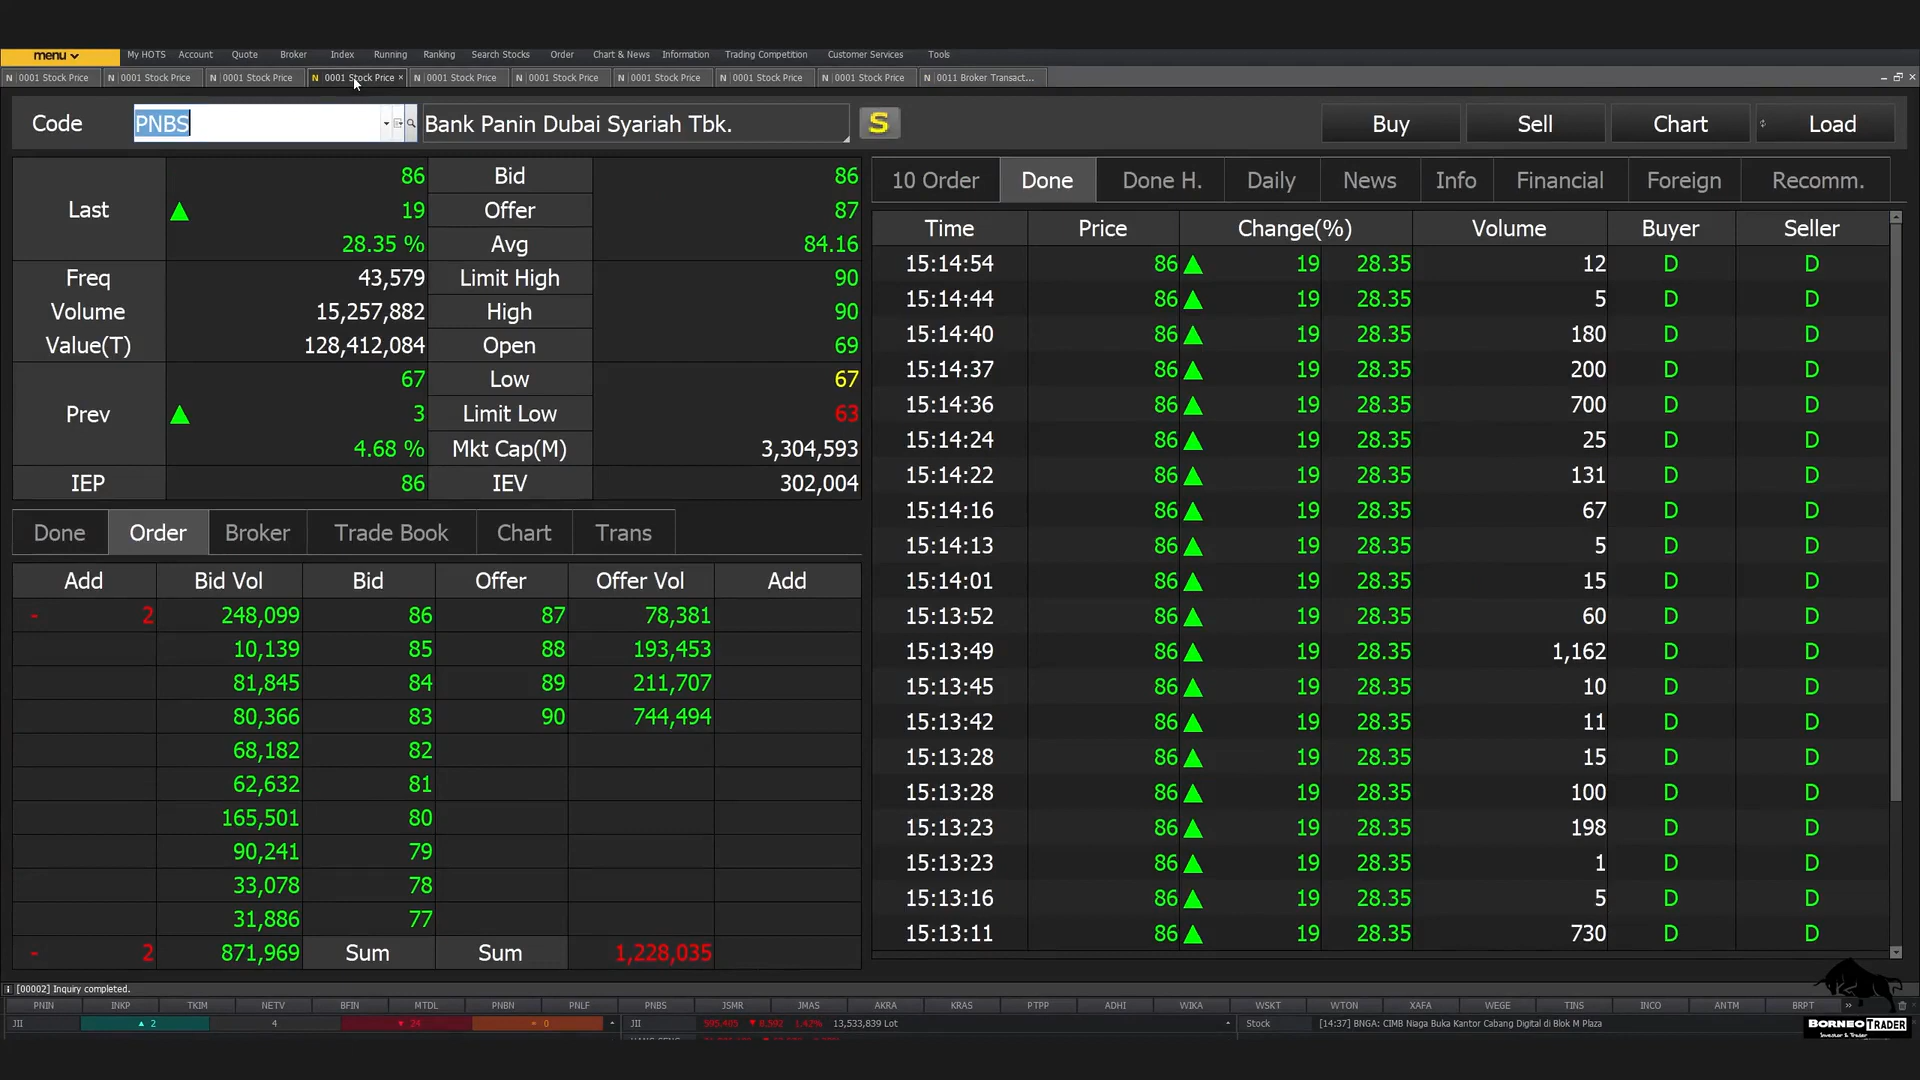 menu My HOTS Account Quote Broker Index Running Ranking Search Stocks Order Chart & News Information Trading Competition Customer Services Tools
N 0001 Stock Price N 0001 Stock Price N 0001 Stock Price N 0001 Stock Price × N 0001 Stock Price N 0001 Stock Price N 0001 Stock Price N 0001 Stock Price N 0001 Stock Price N 0011 Broker Transact...
Code PNBS Bank Panin Dubai Syariah Tbk. S Buy Sell Chart Load
Last ▲ 86 19 28.35 %
Bid 86
Offer 87
Avg 84.16
Freq 43,579 Limit High 90
Volume 15,257,882 High 90
Value(T) 128,412,084 Open 69
Prev ▲ 67 3 4.68 %
Low 67
Limit Low 63
Mkt Cap(M) 3,304,593
IEP 86 IEV 302,004
Done Order Broker Trade Book Chart Trans
Add Bid Vol Bid Offer Offer Vol Add
- 2 248,099 86 87 78,381
10,139 85 88 193,453
81,845 84 89 211,707
80,366 83 90 744,494
68,182 82
62,632 81
165,501 80
90,241 79
33,078 78
31,886 77
- 2 871,969 Sum Sum 1,228,035
10 Order Done Done H. Daily News Info Financial Foreign Recomm.
Time Price Change(%) Volume Buyer Seller
15:14:54 86 ▲ 19 28.35 12 D D
15:14:44 86 ▲ 19 28.35 5 D D
15:14:40 86 ▲ 19 28.35 180 D D
15:14:37 86 ▲ 19 28.35 200 D D
15:14:36 86 ▲ 19 28.35 700 D D
15:14:24 86 ▲ 19 28.35 25 D D
15:14:22 86 ▲ 19 28.35 131 D D
15:14:16 86 ▲ 19 28.35 67 D D
15:14:13 86 ▲ 19 28.35 5 D D
15:14:01 86 ▲ 19 28.35 15 D D
15:13:52 86 ▲ 19 28.35 60 D D
15:13:49 86 ▲ 19 28.35 1,162 D D
15:13:45 86 ▲ 19 28.35 10 D D
15:13:42 86 ▲ 19 28.35 11 D D
15:13:28 86 ▲ 19 28.35 15 D D
15:13:28 86 ▲ 19 28.35 100 D D
15:13:23 86 ▲ 19 28.35 198 D D
15:13:23 86 ▲ 19 28.35 1 D D
15:13:16 86 ▲ 19 28.35 5 D D
15:13:11 86 ▲ 19 28.35 730 D D
[00002] Inquiry completed.
PNIN INKP TKIM NETV BFIN MTDL PNBN PNLF PNBS JSMR JMAS AKRA KRAS PTPP ADHI WIKA WSKT WTON XAFA WEGE TINS INCO ANTM BRPT
JII ▲ 2 4 ▼ 24 = 0 JII 595.405 ▼ 8.592 1.42% 13,533,839 Lot Stock [14:37] BNGA: CIMB Niaga Buka Kantor Cabang Digital di Blok M Plaza
BORNEO TRADER
Investor & Trader